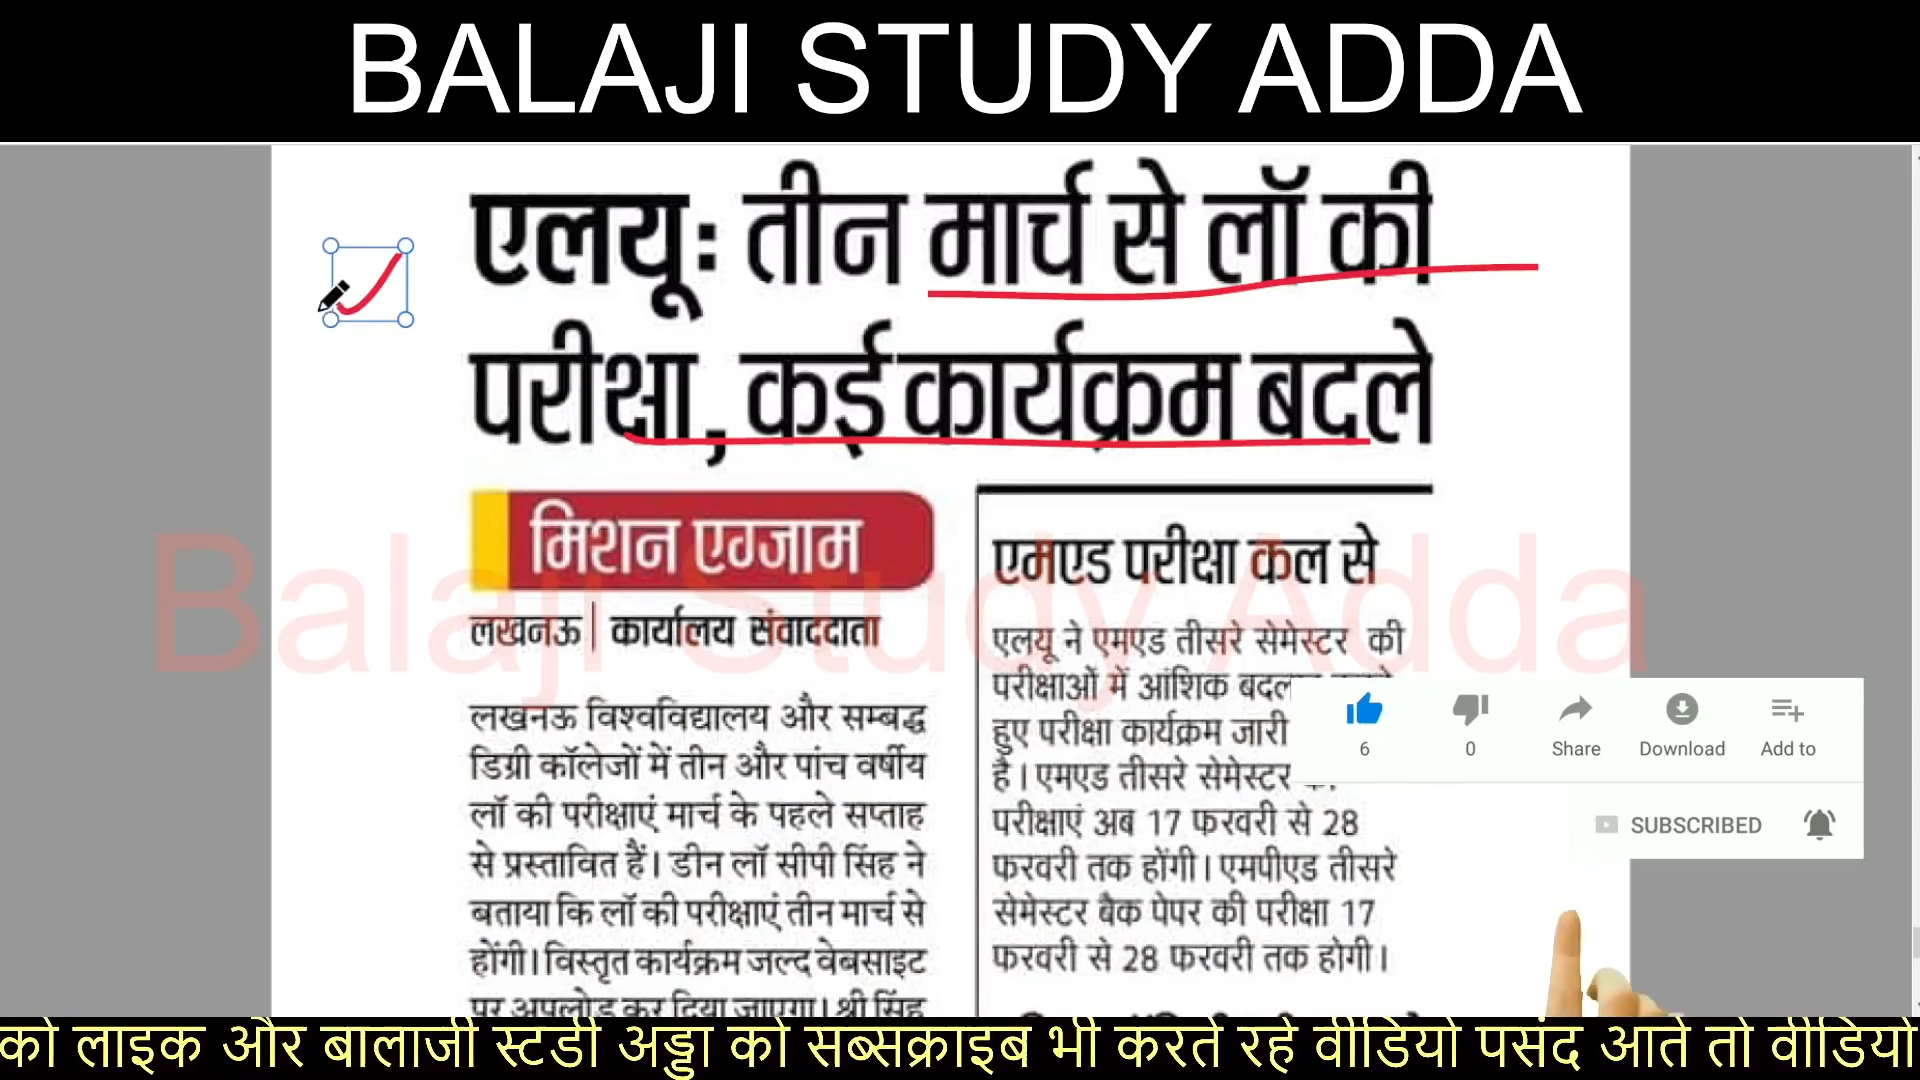 BALAJI STUDY ADDA
एलयू: तीन मार्च से लॉ की
परीक्षा, कई कार्यक्रम बदले
मिशन एग्जाम
लखनऊ | कार्यालय संवाददाता
लखनऊ विश्वविद्यालय और सम्बद्ध
डिग्री कॉलेजों में तीन और पांच वर्षीय
लॉ की परीक्षाएं मार्च के पहले सप्ताह
से प्रस्तावित हैं। डीन लॉ सीपी सिंह ने
बताया कि लॉ की परीक्षाएं तीन मार्च से
होंगी। विस्तृत कार्यक्रम जल्द वेबसाइट
पर अपलोड कर दिया जाएगा। श्री सिंह
एमएड परीक्षा कल से
एलयू ने एमएड तीसरे सेमेस्टर की
परीक्षाओं में आंशिक
हुए परीक्षा कार्यक्रम जारी
है। एमएड तीसरे सेमेस्टर
परीक्षाएं अब 17 फरवरी से 28
फरवरी तक होंगी। एमपीएड तीसरे
सेमेस्टर बैक पेपर की परीक्षा 17
फरवरी से 28 फरवरी तक होगी।
Balaji Study Adda
6 0 Share Download Add to
SUBSCRIBED
को लाइक और बालाजी स्टडी अड्डा को सब्सक्राइब भी करते रहे वीडियो पसंद आते तो वीडियो